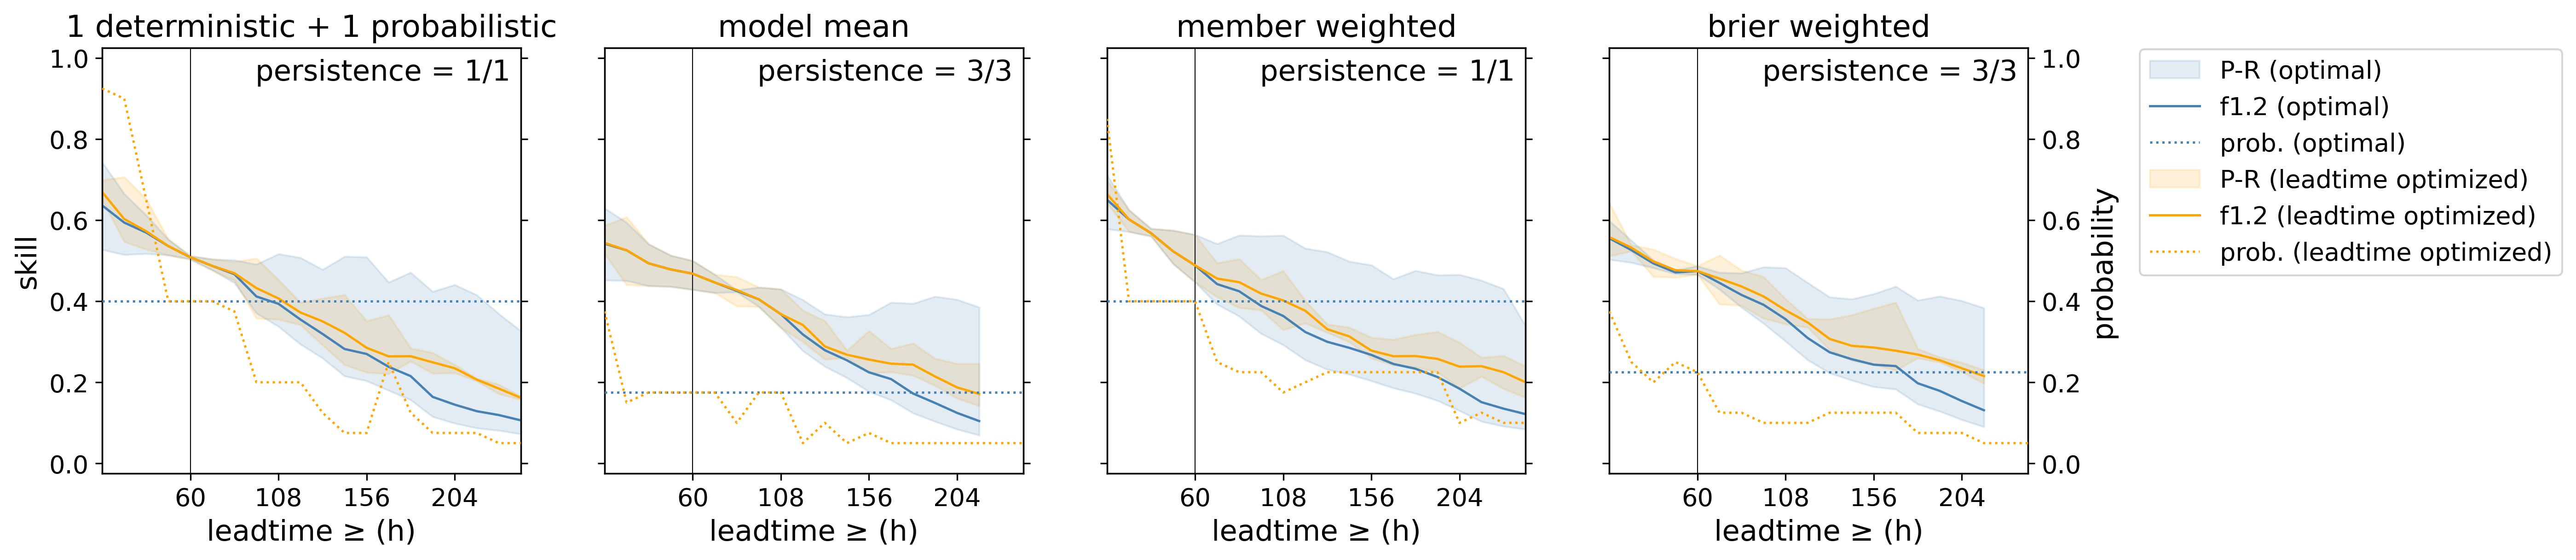 1 deterministic + 1 probabilistic
model mean
member weighted
brier weighted
persistence = 1/1
persistence = 3/3
persistence = 1/1
persistence = 3/3
skill
1.0
0.8
0.6
0.4
0.2
0.0
60 108 156 204
leadtime ≥ (h)
60 108 156 204
leadtime ≥ (h)
60 108 156 204
leadtime ≥ (h)
60 108 156 204
leadtime ≥ (h)
1.0
0.8
0.6
0.4
0.2
0.0
probability
P-R (optimal)
f1.2 (optimal)
prob. (optimal)
P-R (leadtime optimized)
f1.2 (leadtime optimized)
prob. (leadtime optimized)